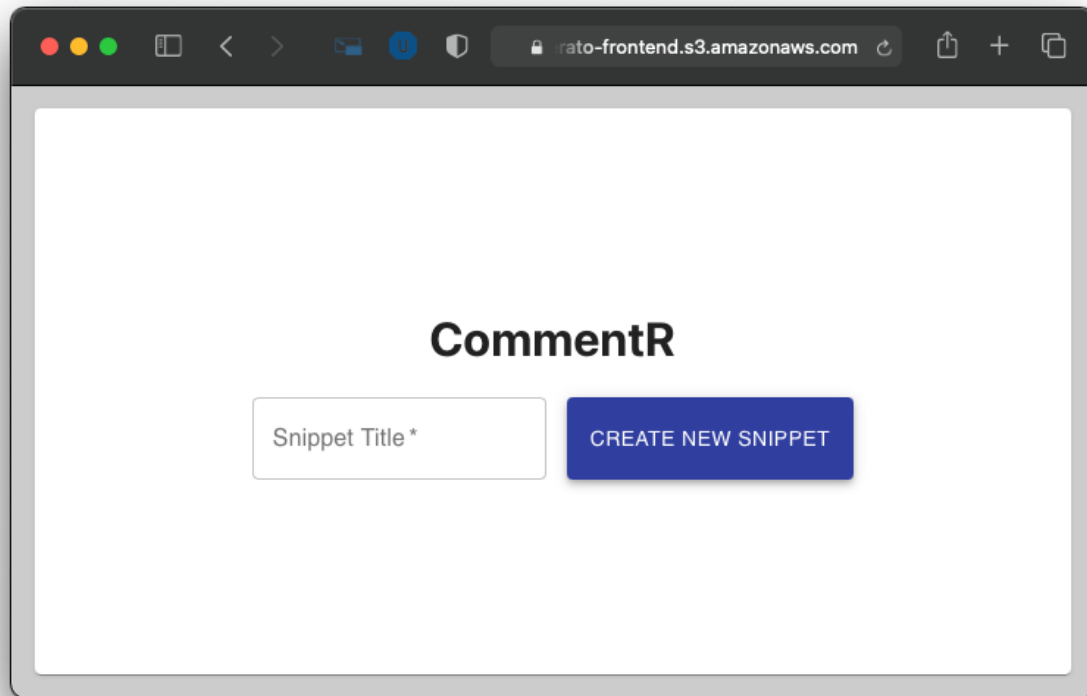 rato-frontend.s3.amazonaws.com
CommentR
Snippet Title *
CREATE NEW SNIPPET